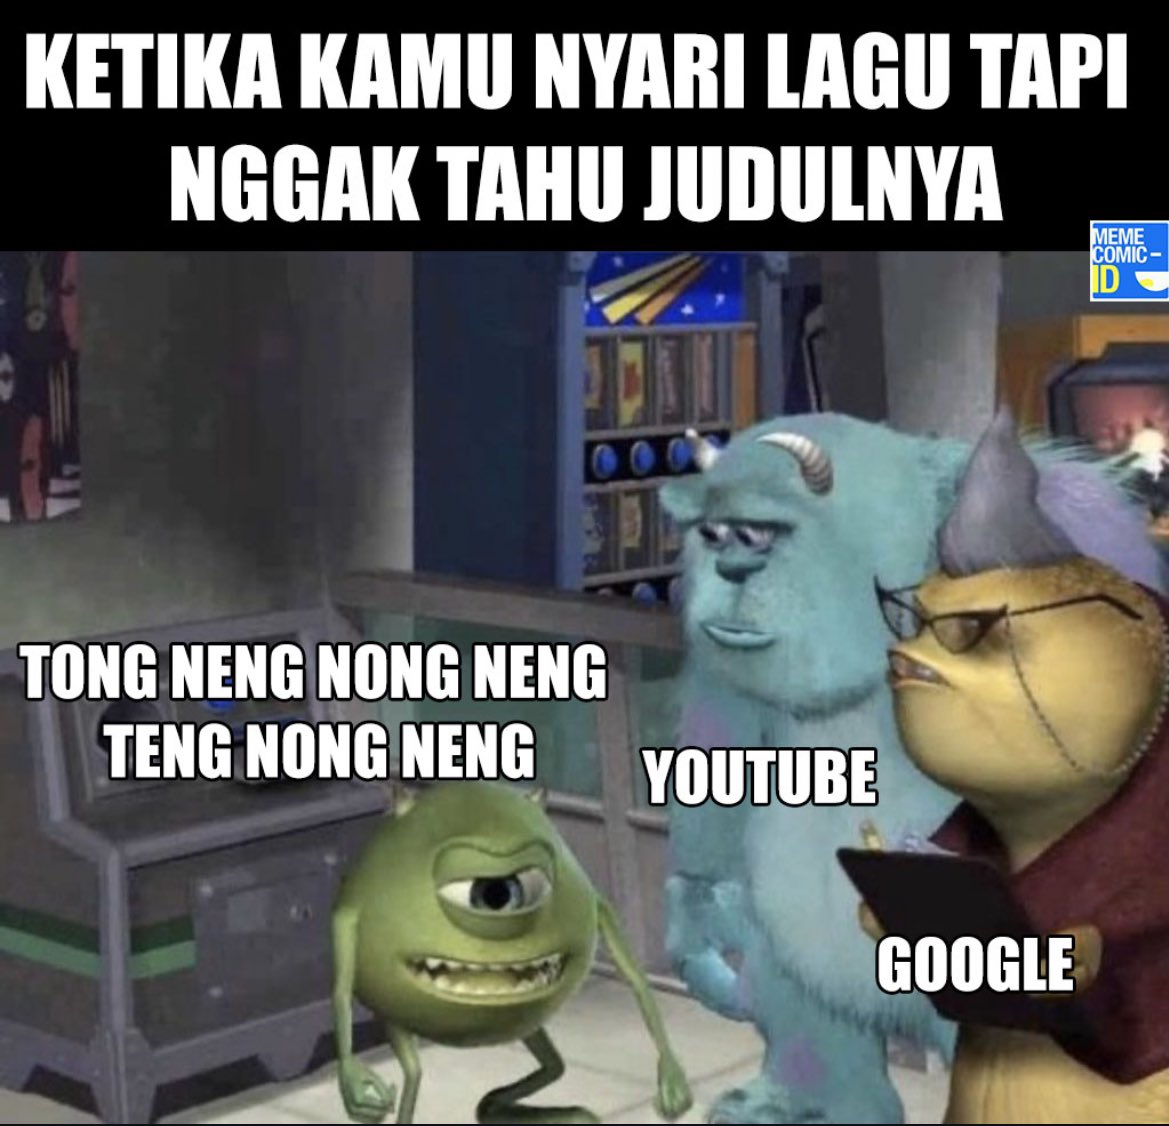 KETIKA KAMU NYARI LAGU TAPI
NGGAK TAHU JUDULNYA
MEME
COMIC-
ID
TONG NENG NONG NENG
TENG NONG NENG
YOUTUBE
GOOGLE